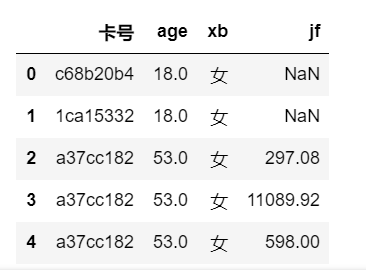 卡号 age xb jf
0 c68b20b4 18.0 女 NaN
1 1ca15332 18.0 女 NaN
2 a37cc182 53.0 女 297.08
3 a37cc182 53.0 女 11089.92
4 a37cc182 53.0 女 598.00